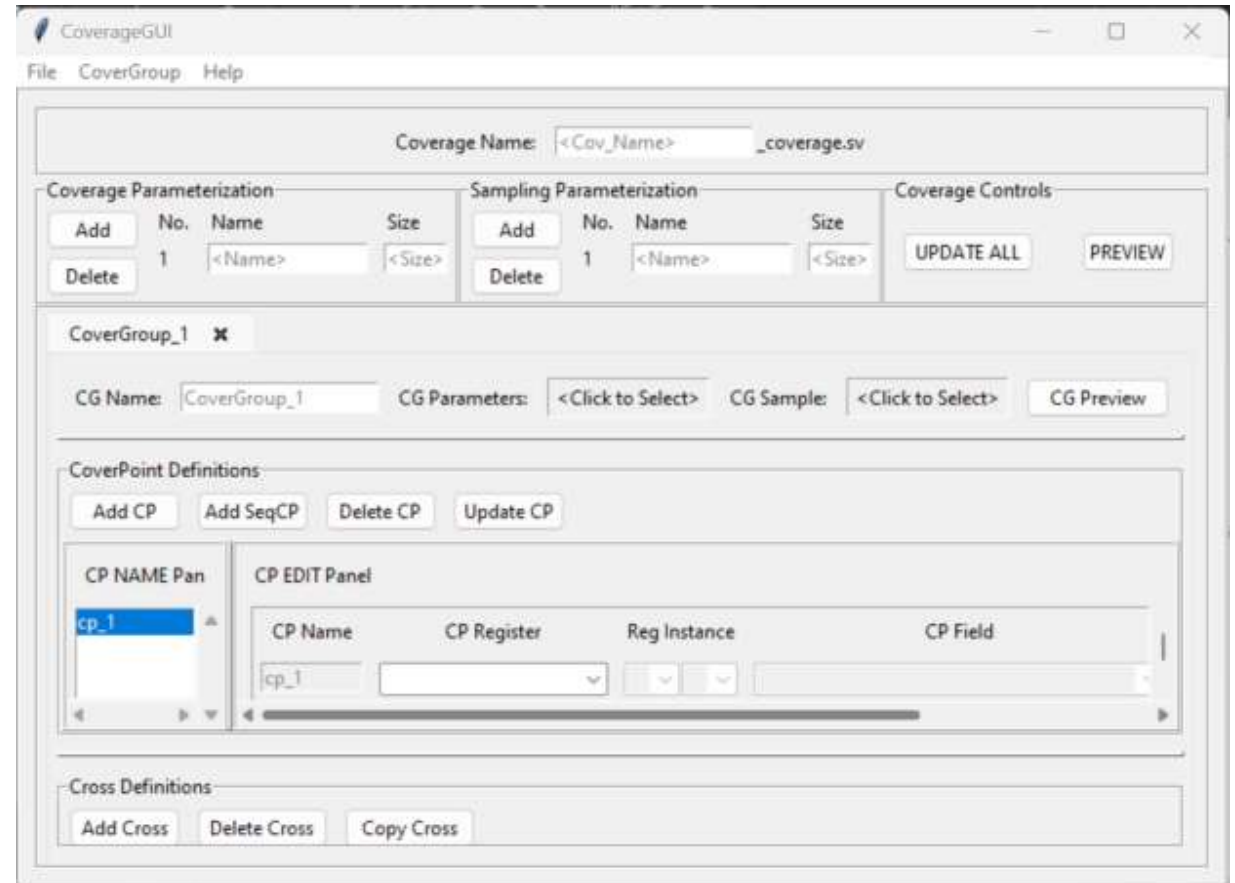 CoverageGUI
File CoverGroup Help
Coverage Name: <Cov_Name> _coverage.sv
Coverage Parameterization Sampling Parameterization Coverage Controls
Add No. Name Size Add No. Name Size
1 <Name> <Size> 1 <Name> <Size> UPDATE ALL PREVIEW
Delete Delete
CoverGroup_1 ✖
CG Name: CoverGroup_1 CG Parameters: <Click to Select> CG Sample: <Click to Select> CG Preview
CoverPoint Definitions
Add CP Add SeqCP Delete CP Update CP
CP NAME Pan CP EDIT Panel
cp_1 CP Name CP Register Reg Instance CP Field
cp_1
Cross Definitions
Add Cross Delete Cross Copy Cross